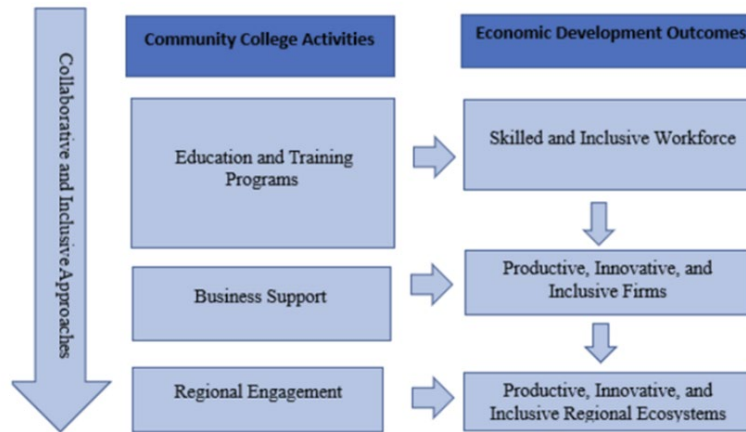 Collaborative and Inclusive Approaches
Community College Activities
Economic Development Outcomes
Education and Training
Programs
Skilled and Inclusive Workforce
Business Support
Productive, Innovative, and
Inclusive Firms
Regional Engagement
Productive, Innovative, and
Inclusive Regional Ecosystems